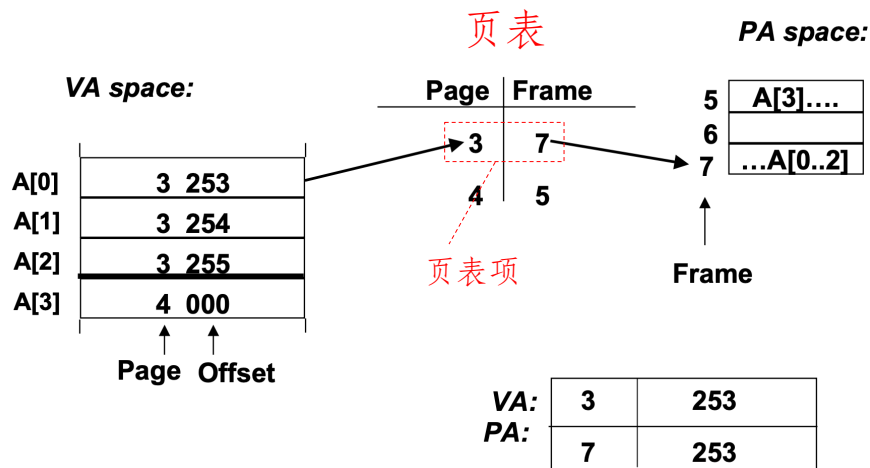 页表
PA space:
VA space:
Page Frame
5 A[3]....
6
7 ...A[0..2]
3 7
4 5
A[0] 3 253
A[1] 3 254
A[2] 3 255
A[3] 4 000
页表项
Frame
Page Offset
VA: 3 253
PA: 7 253